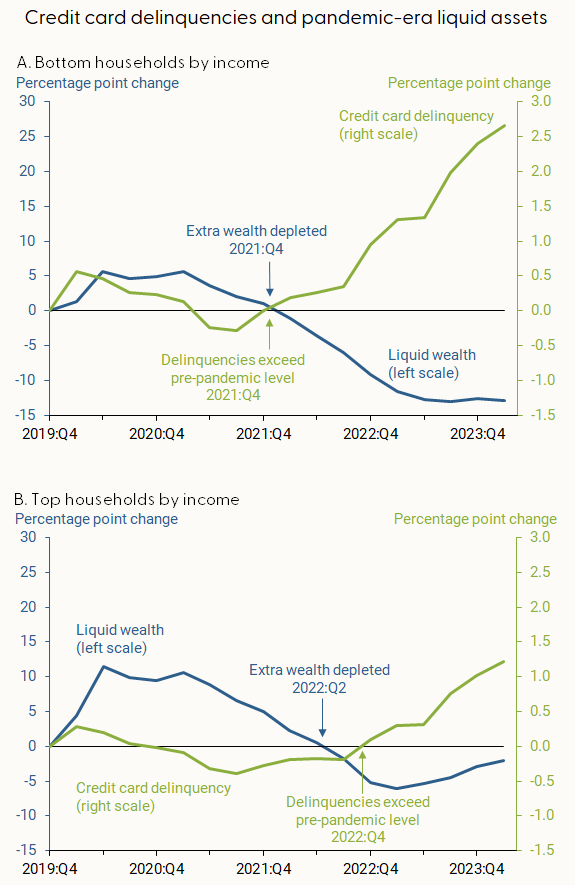 Credit card delinquencies and pandemic-era liquid assets
A. Bottom households by income
Percentage point change Percentage point change
30 3.0
Credit card delinquency
(right scale)
25 2.5
20 2.0
15 1.5
Extra wealth depleted
2021:Q4
10 1.0
5 0.5
0 0.0
-5 -0.5
Delinquencies exceed
pre-pandemic level
2021:Q4
Liquid wealth
(left scale)
-10 -1.0
-15 -1.5
2019:Q4 2020:Q4 2021:Q4 2022:Q4 2023:Q4
B. Top households by income
Percentage point change Percentage point change
30 3.0
25 2.5
20 2.0
Liquid wealth
(left scale)
15 1.5
Extra wealth depleted
2022:Q2
10 1.0
5 0.5
0 0.0
-5 -0.5
Credit card delinquency
(right scale)
Delinquencies exceed
pre-pandemic level
2022:Q4
-10 -1.0
-15 -1.5
2019:Q4 2020:Q4 2021:Q4 2022:Q4 2023:Q4